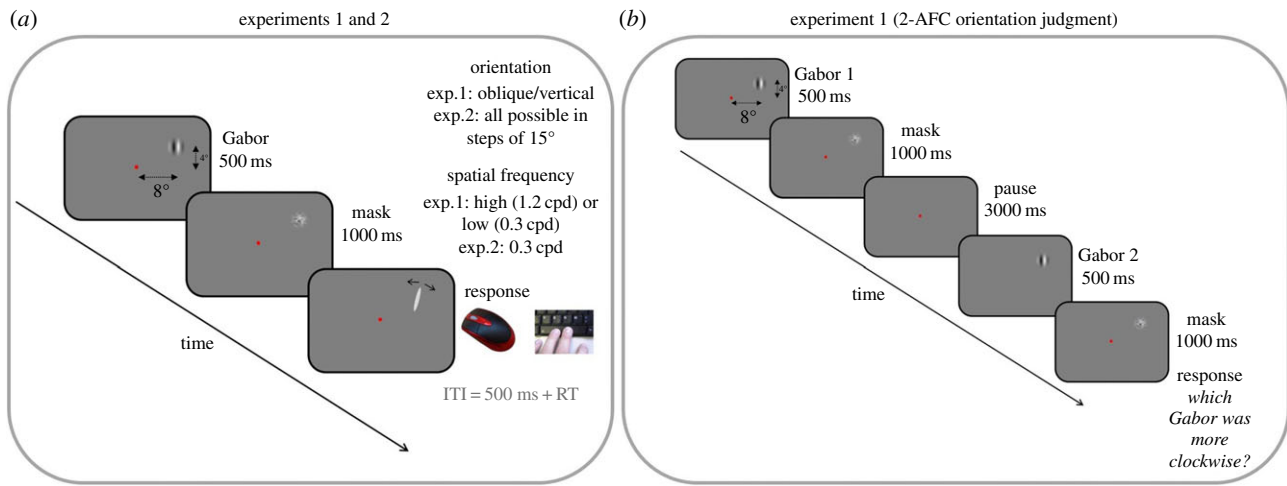 (a)
experiments 1 and 2
Gabor
500 ms
4°
8°
mask
1000 ms
orientation
exp.1: oblique/vertical
exp.2: all possible in
steps of 15°
spatial frequency
exp.1: high (1.2 cpd) or
low (0.3 cpd)
exp.2: 0.3 cpd
response
time
ITI = 500 ms + RT
(b)
experiment 1 (2-AFC orientation judgment)
Gabor 1
500 ms
4°
8°
mask
1000 ms
pause
3000 ms
Gabor 2
500 ms
time
mask
1000 ms
response
which
Gabor was
more
clockwise?